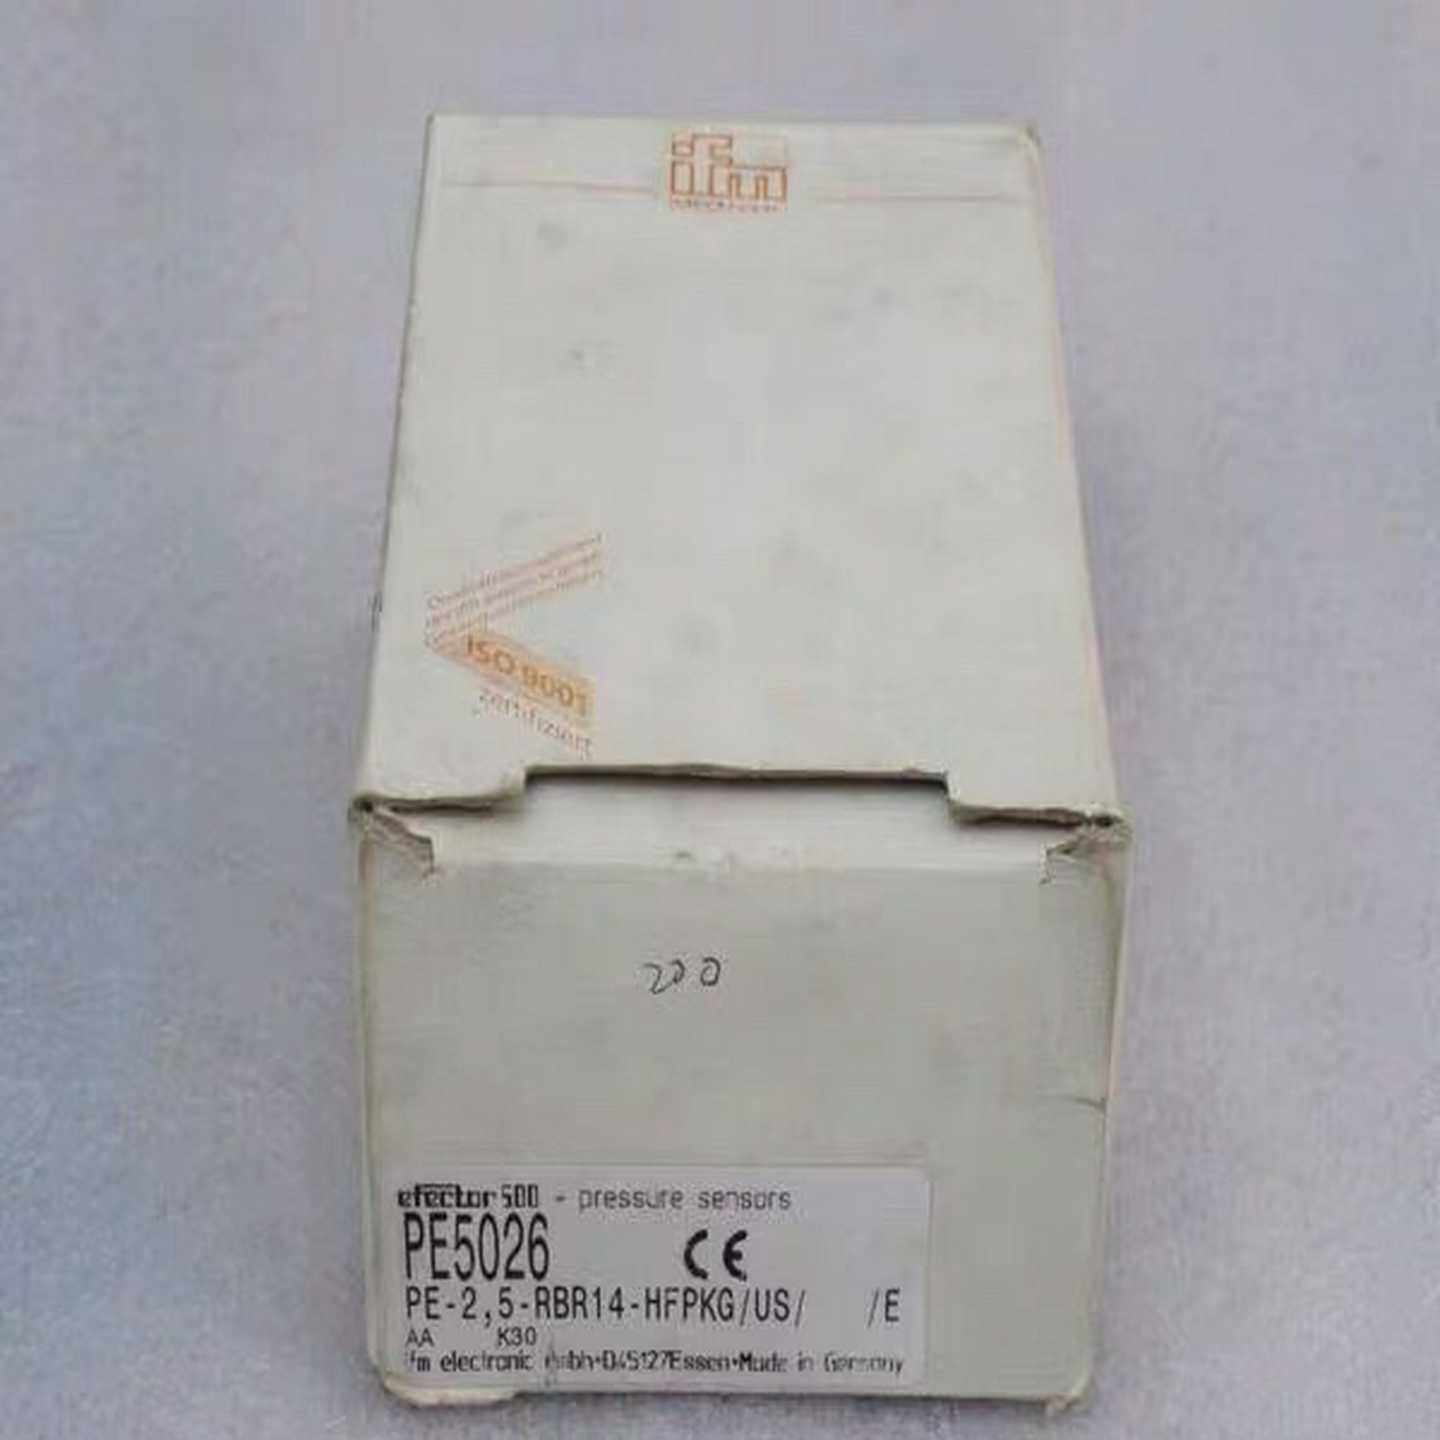 ifm
ISO 9001
zertifiziert
200
efector500 - pressure sensors
PE5026 CE
PE-2,5-RBR14-HFPKG/US/ /E
AA K30
ifm electronic gmbh•D45127Essen•Made in Germany